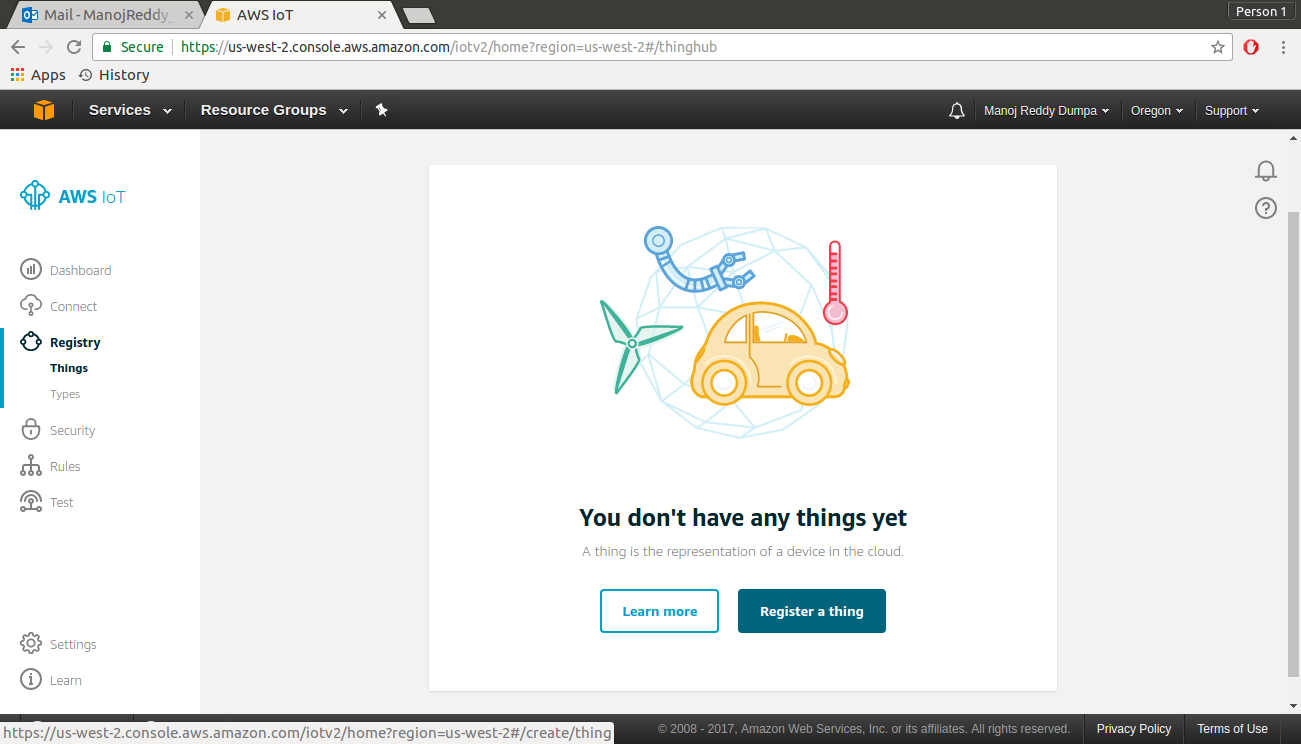 Mail - ManojReddy_
AWS IoT
Person 1
Secure
https://us-west-2.console.aws.amazon.com/iotv2/home?region=us-west-2#/thinghub
Apps
History
Services
Resource Groups
Manoj Reddy Dumpa
Oregon
Support
AWS IoT
Dashboard
Connect
Registry
Things
Types
Security
Rules
Test
Settings
Learn
You don't have any things yet
A thing is the representation of a device in the cloud.
Learn more
Register a thing
https://us-west-2.console.aws.amazon.com/iotv2/home?region=us-west-2#/create/thing
© 2008 - 2017, Amazon Web Services, Inc. or its affiliates. All rights reserved.
Privacy Policy
Terms of Use